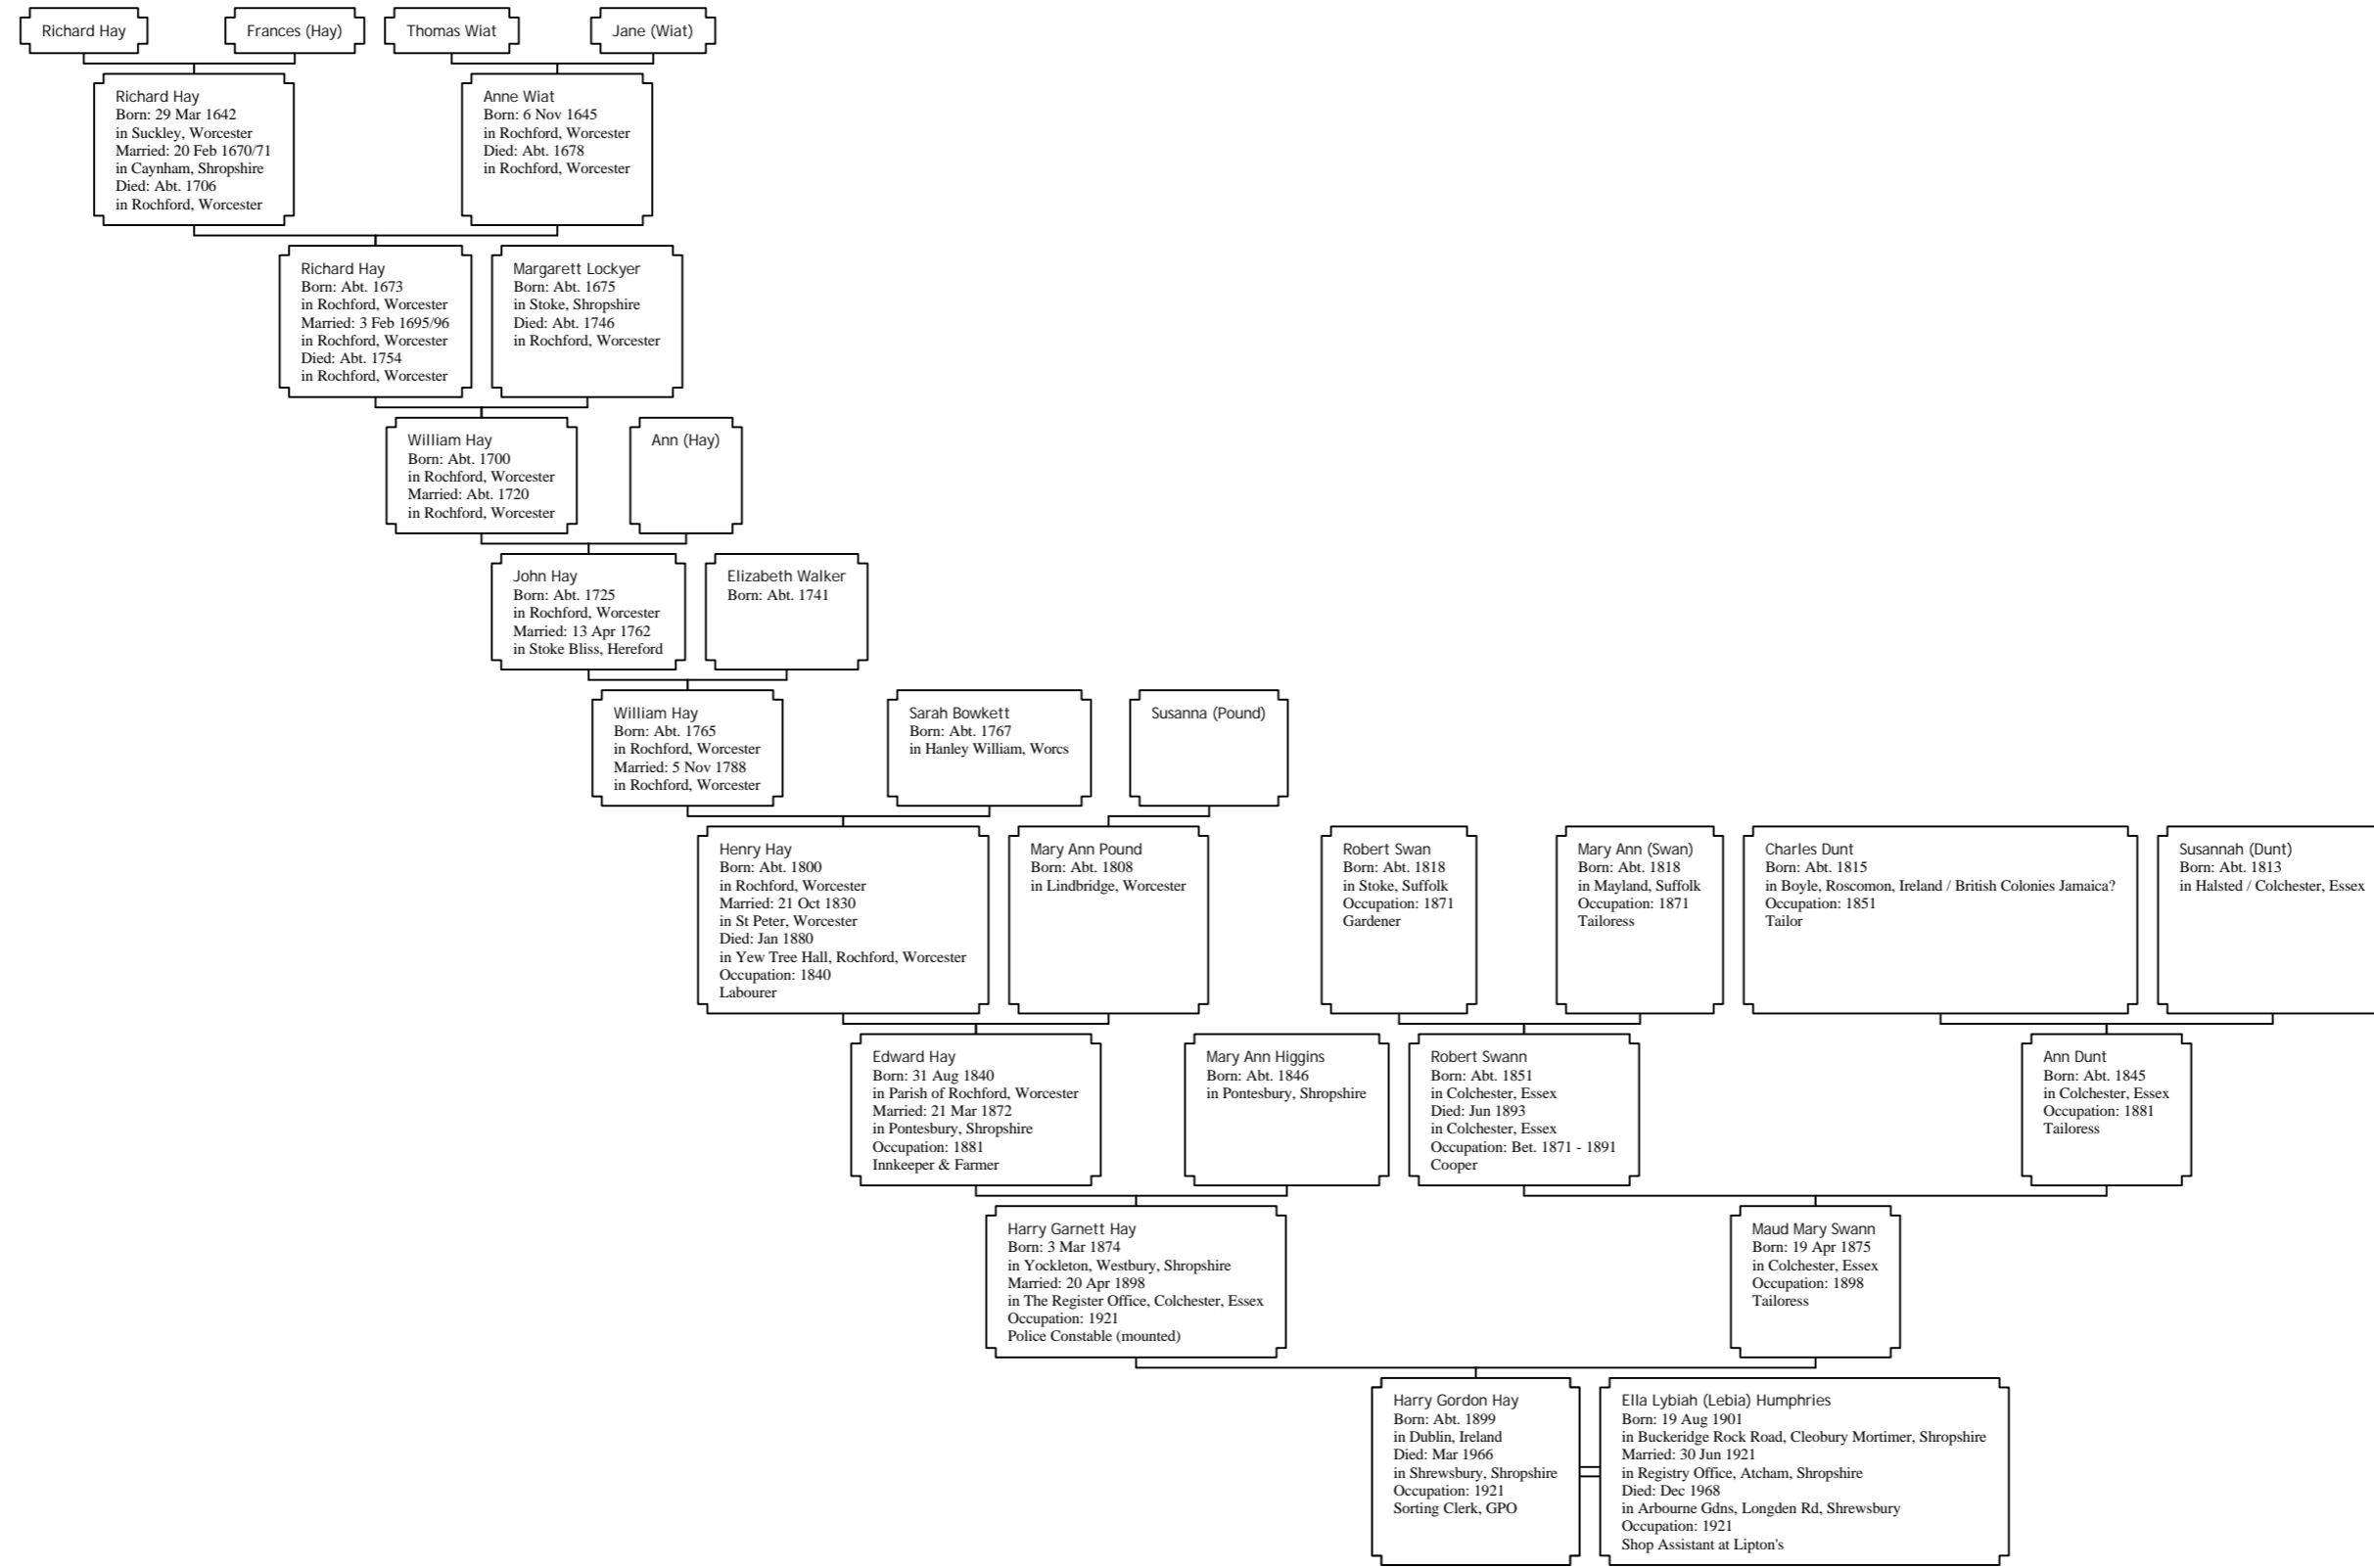 Richard Hay
Frances (Hay)
Thomas Wiat
Jane (Wiat)
Richard Hay
Born: 29 Mar 1642
in Suckley, Worcester
Married: 20 Feb 1670/71
in Caynham, Shropshire
Died: Abt. 1706
in Rochford, Worcester
Anne Wiat
Born: 6 Nov 1645
in Rochford, Worcester
Died: Abt. 1678
in Rochford, Worcester
Richard Hay
Born: Abt. 1673
in Rochford, Worcester
Married: 3 Feb 1695/96
in Rochford, Worcester
Died: Abt. 1754
in Rochford, Worcester
Margarett Lockyer
Born: Abt. 1675
in Stoke, Shropshire
Died: Abt. 1746
in Rochford, Worcester
William Hay
Born: Abt. 1700
in Rochford, Worcester
Married: Abt. 1720
in Rochford, Worcester
Ann (Hay)
John Hay
Born: Abt. 1725
in Rochford, Worcester
Married: 13 Apr 1762
in Stoke Bliss, Hereford
Elizabeth Walker
Born: Abt. 1741
William Hay
Born: Abt. 1765
in Rochford, Worcester
Married: 5 Nov 1788
in Rochford, Worcester
Sarah Bowkett
Born: Abt. 1767
in Hanley William, Worcs
Susanna (Pound)
Henry Hay
Born: Abt. 1800
in Rochford, Worcester
Married: 21 Oct 1830
in St Peter, Worcester
Died: Jan 1880
in Yew Tree Hall, Rochford, Worcester
Occupation: 1840
Labourer
Mary Ann Pound
Born: Abt. 1808
in Lindbridge, Worcester
Robert Swan
Born: Abt. 1818
in Stoke, Suffolk
Occupation: 1871
Gardener
Mary Ann (Swan)
Born: Abt. 1818
in Mayland, Suffolk
Occupation: 1871
Tailoress
Charles Dunt
Born: Abt. 1815
in Boyle, Roscomon, Ireland / British Colonies Jamaica?
Occupation: 1851
Tailor
Susannah (Dunt)
Born: Abt. 1813
in Halsted / Colchester, Essex
Edward Hay
Born: 31 Aug 1840
in Parish of Rochford, Worcester
Married: 21 Mar 1872
in Pontesbury, Shropshire
Occupation: 1881
Innkeeper & Farmer
Mary Ann Higgins
Born: Abt. 1846
in Pontesbury, Shropshire
Robert Swann
Born: Abt. 1851
in Colchester, Essex
Died: Jun 1893
in Colchester, Essex
Occupation: Bet. 1871 - 1891
Cooper
Ann Dunt
Born: Abt. 1845
in Colchester, Essex
Occupation: 1881
Tailoress
Harry Garnett Hay
Born: 3 Mar 1874
in Yockleton, Westbury, Shropshire
Married: 20 Apr 1898
in The Register Office, Colchester, Essex
Occupation: 1921
Police Constable (mounted)
Maud Mary Swann
Born: 19 Apr 1875
in Colchester, Essex
Occupation: 1898
Tailoress
Harry Gordon Hay
Born: Abt. 1899
in Dublin, Ireland
Died: Mar 1966
in Shrewsbury, Shropshire
Occupation: 1921
Sorting Clerk, GPO
Ella Lybiah (Lebia) Humphries
Born: 19 Aug 1901
in Buckeridge Rock Road, Cleobury Mortimer, Shropshire
Married: 30 Jun 1921
in Registry Office, Atcham, Shropshire
Died: Dec 1968
in Arbourne Gdns, Longden Rd, Shrewsbury
Occupation: 1921
Shop Assistant at Lipton's